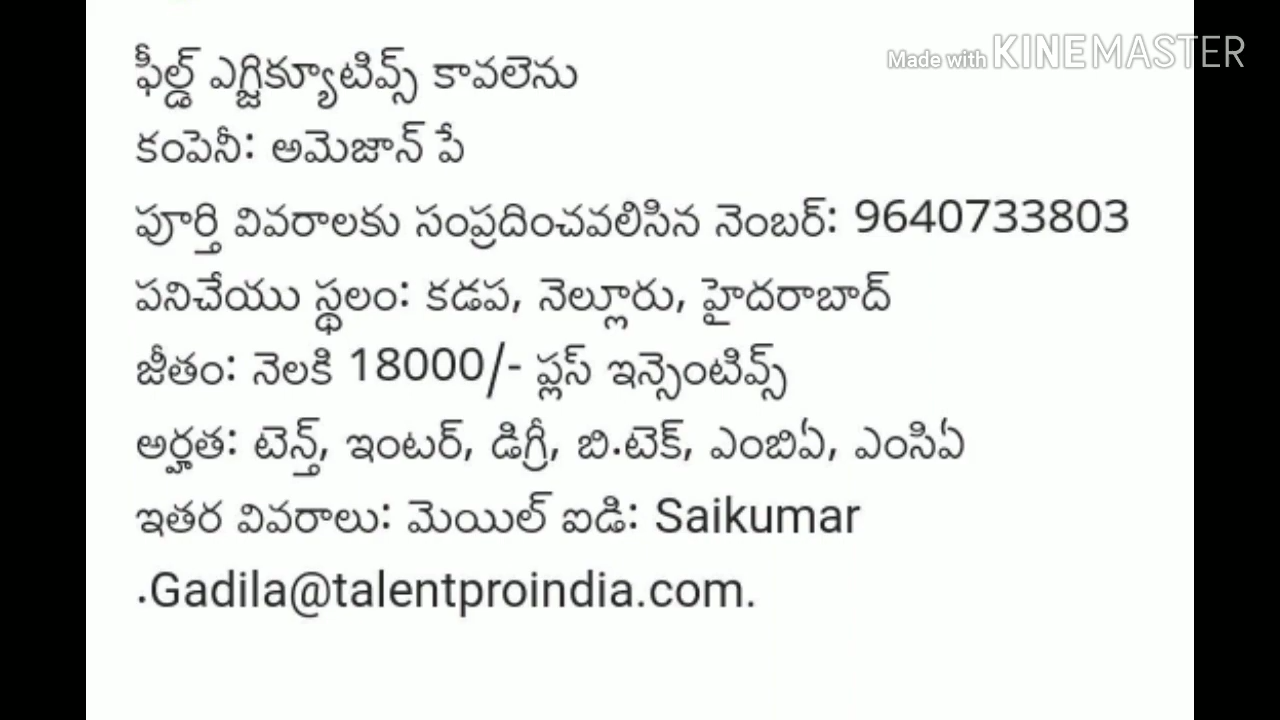 Made with KINEMASTER
ఫీల్డ్ ఎగ్జిక్యూటివ్స్ కావలెను
కంపెనీ: అమెజాన్ పే
పూర్తి వివరాలకు సంప్రదించవలిసిన నెంబర్: 9640733803
పనిచేయు స్థలం: కడప, నెల్లూరు, హైదరాబాద్
జీతం: నెలకి 18000/- ప్లస్ ఇన్సెంటివ్స్
అర్హత: టెన్త్, ఇంటర్, డిగ్రీ, బి.టెక్, ఎంబిఏ, ఎంసిఏ
ఇతర వివరాలు: మెయిల్ ఐడి: Saikumar
.Gadila@talentproindia.com.